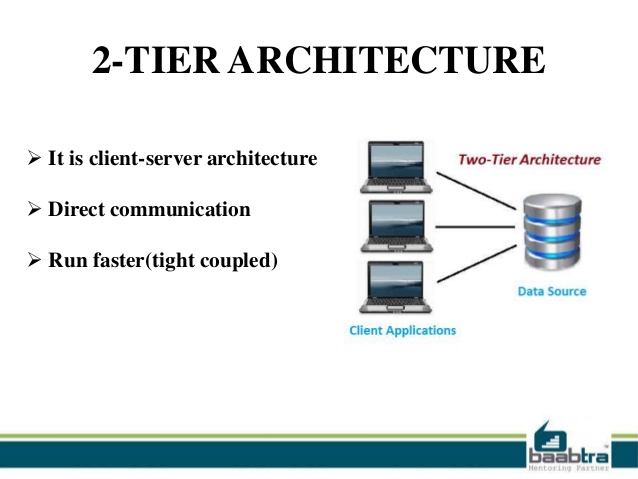 2-TIER ARCHITECTURE
➢ It is client-server architecture
➢ Direct communication
➢ Run faster(tight coupled)
Two-Tier Architecture
Data Source
Client Applications
baabtra
Mentoring Partner